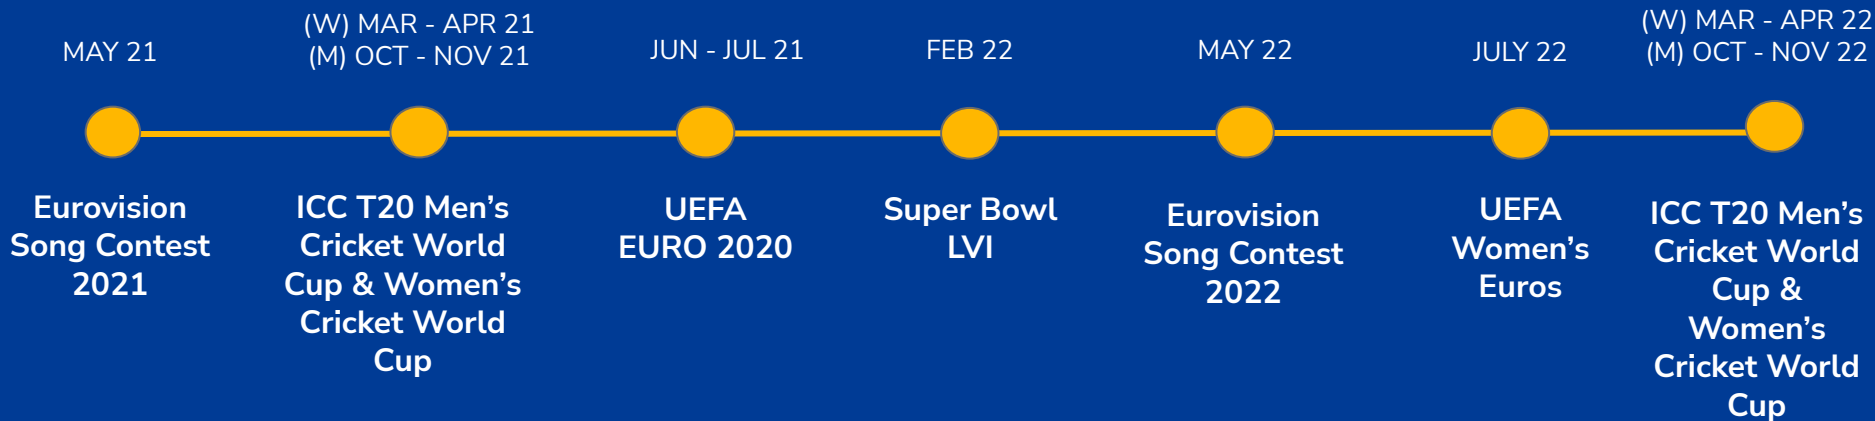 MAY 21
Eurovision
Song Contest
2021
(W) MAR - APR 21
(M) OCT - NOV 21
ICC T20 Men’s
Cricket World
Cup & Women’s
Cricket World
Cup
JUN - JUL 21
UEFA
EURO 2020
FEB 22
Super Bowl
LVI
MAY 22
Eurovision
Song Contest
2022
JULY 22
UEFA
Women’s
Euros
(W) MAR - APR 22
(M) OCT - NOV 22
ICC T20 Men’s
Cricket World
Cup &
Women’s
Cricket World
Cup